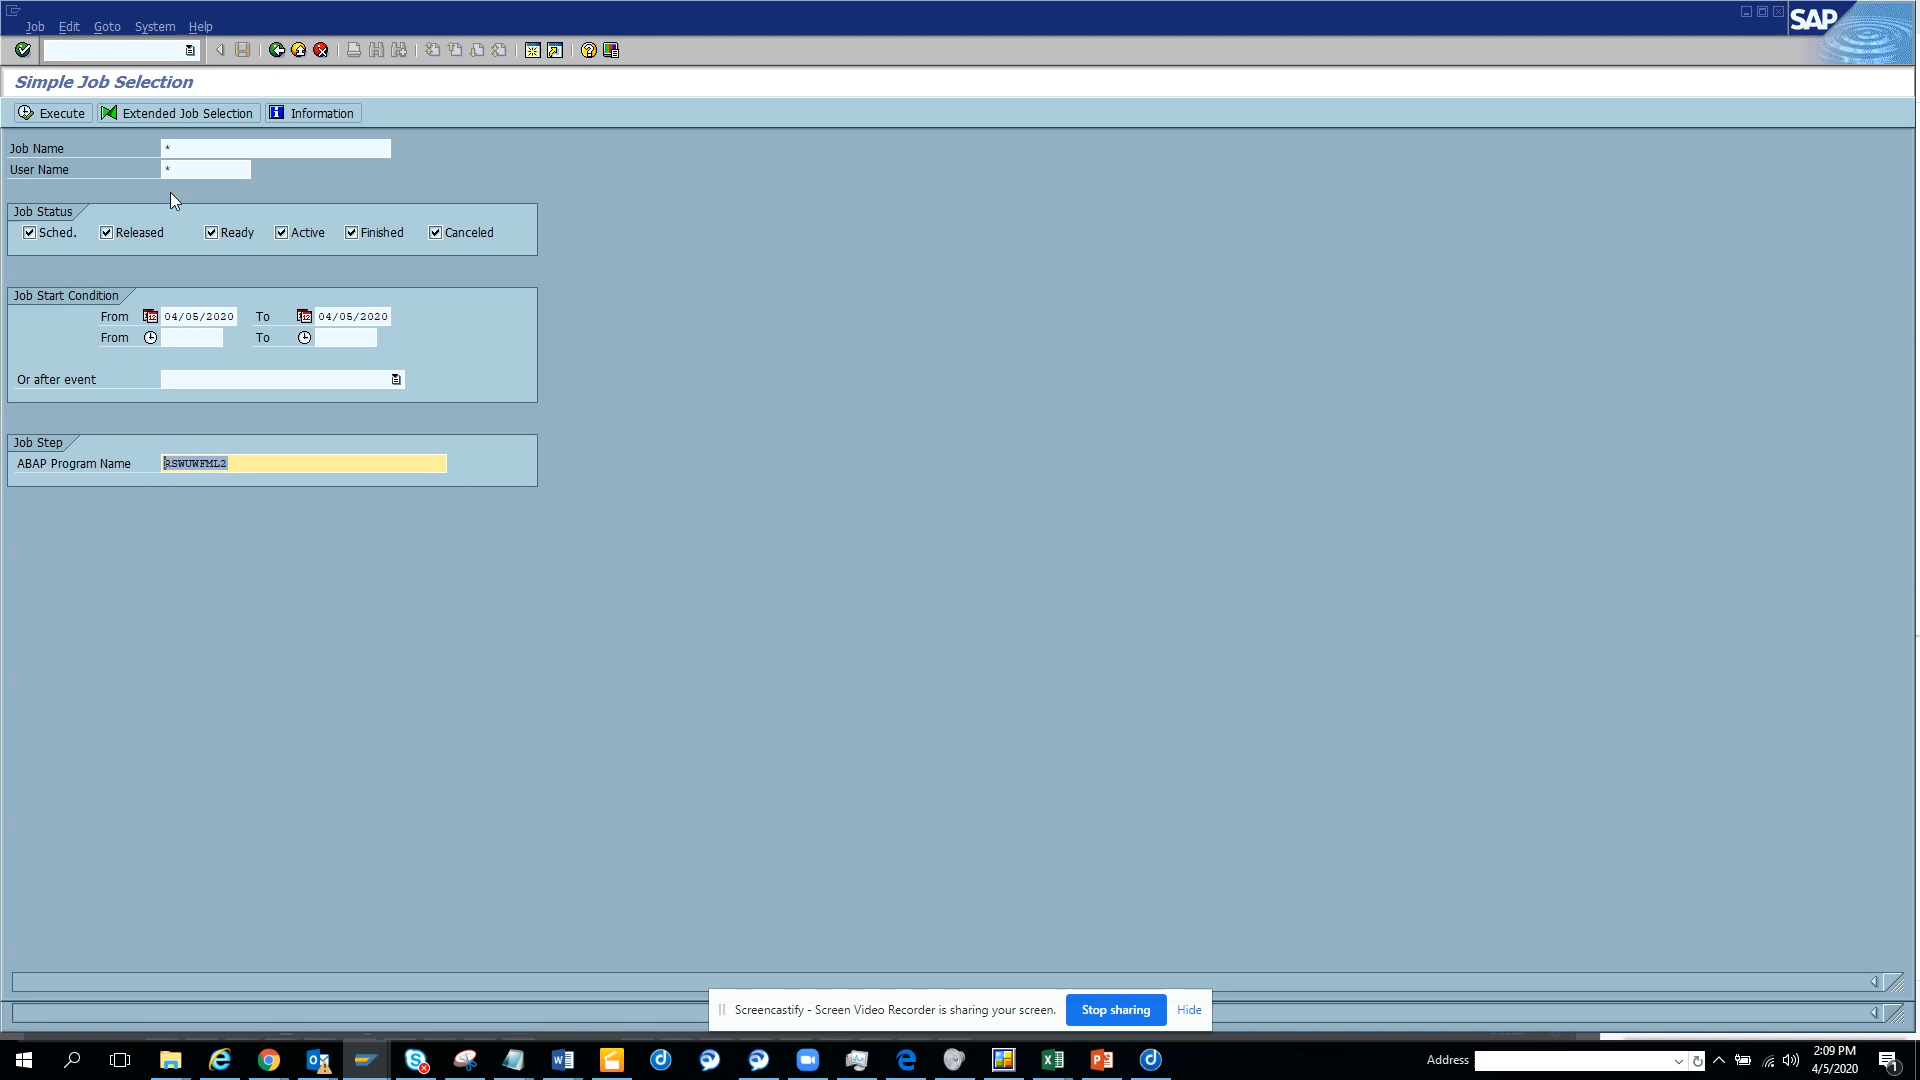 Job Edit Goto System Help
SAP
Simple Job Selection
Execute Extended Job Selection Information
Job Name *
User Name *
Job Status
Sched. Released Ready Active Finished Canceled
Job Start Condition
From 04/05/2020 To 04/05/2020
From To
Or after event
Job Step
ABAP Program Name RSWUWFML2
Screencastify - Screen Video Recorder is sharing your screen. Stop sharing Hide
Address
2:09 PM
4/5/2020
1